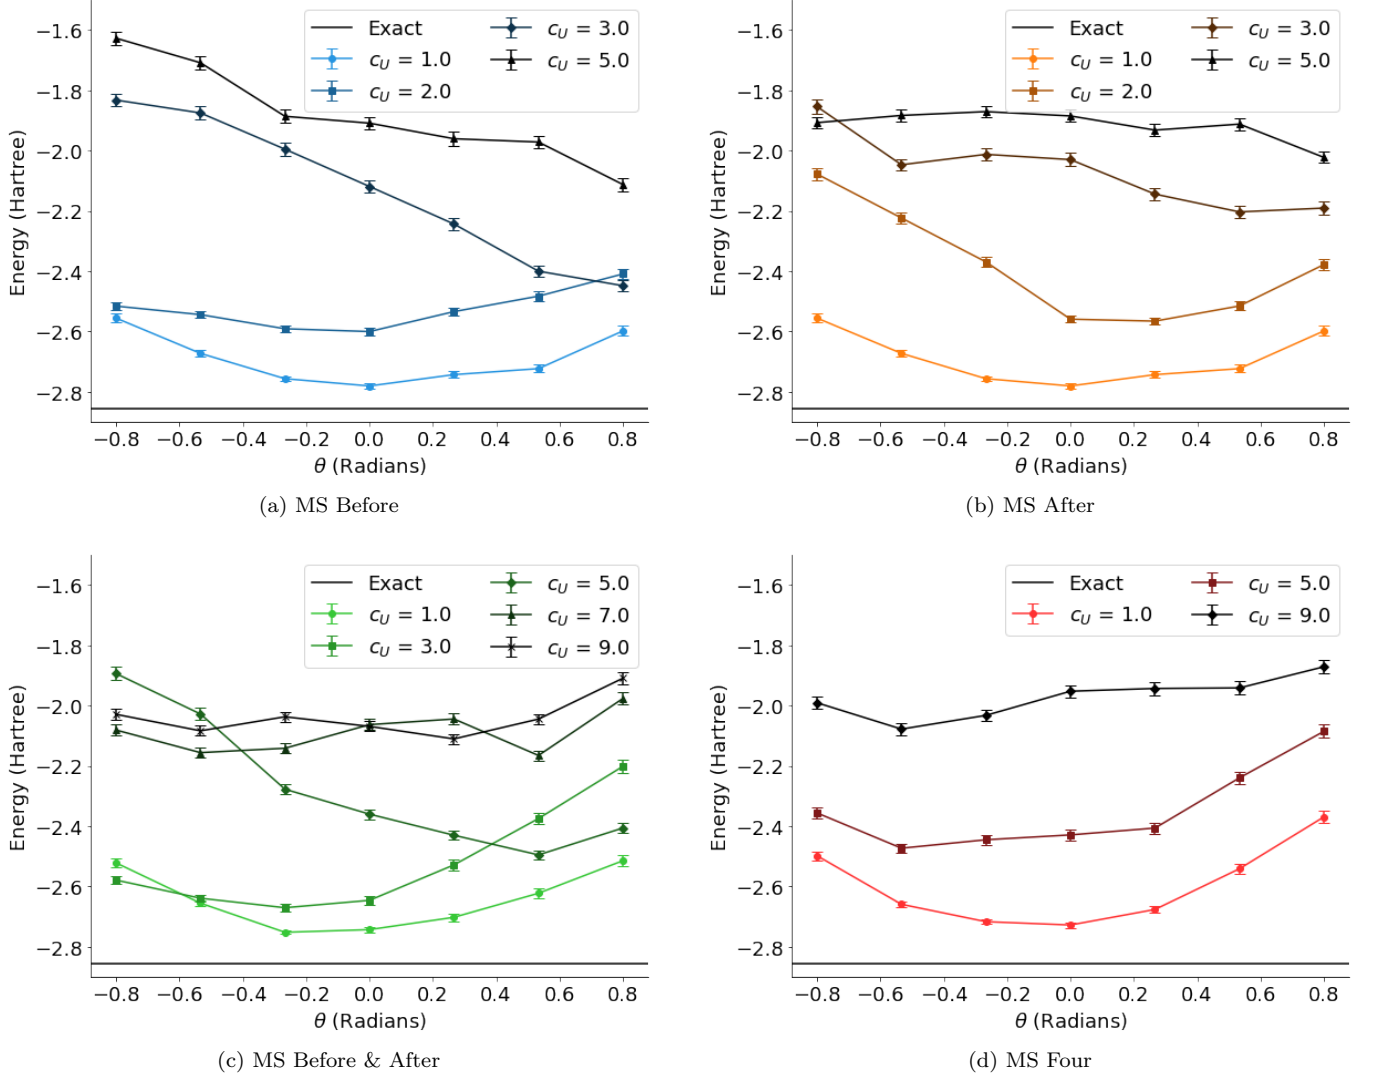 Exact
c_U = 1.0
c_U = 2.0
c_U = 3.0
c_U = 5.0
Energy (Hartree)
−1.6
−1.8
−2.0
−2.2
−2.4
−2.6
−2.8
−0.8 −0.6 −0.4 −0.2 0.0 0.2 0.4 0.6 0.8
θ (Radians)
(a) MS Before
Exact
c_U = 1.0
c_U = 2.0
c_U = 3.0
c_U = 5.0
Energy (Hartree)
−1.6
−1.8
−2.0
−2.2
−2.4
−2.6
−2.8
−0.8 −0.6 −0.4 −0.2 0.0 0.2 0.4 0.6 0.8
θ (Radians)
(b) MS After
Exact
c_U = 1.0
c_U = 3.0
c_U = 5.0
c_U = 7.0
c_U = 9.0
Energy (Hartree)
−1.6
−1.8
−2.0
−2.2
−2.4
−2.6
−2.8
−0.8 −0.6 −0.4 −0.2 0.0 0.2 0.4 0.6 0.8
θ (Radians)
(c) MS Before & After
Exact
c_U = 1.0
c_U = 5.0
c_U = 9.0
Energy (Hartree)
−1.6
−1.8
−2.0
−2.2
−2.4
−2.6
−2.8
−0.8 −0.6 −0.4 −0.2 0.0 0.2 0.4 0.6 0.8
θ (Radians)
(d) MS Four